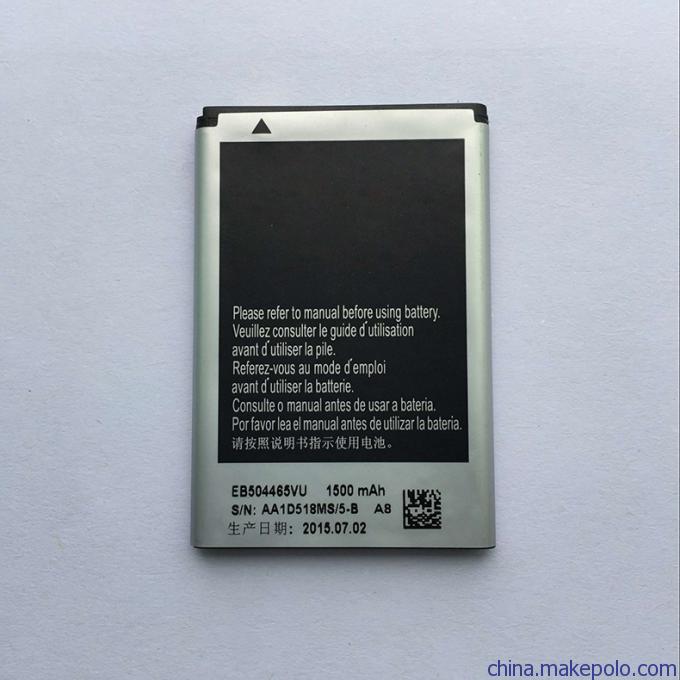 Please refer to manual before using battery.
Veuillez consulter le guide d'utilisation
avant d'utiliser la pile.
Referez-vous au mode d'emploi
avant d'utiliser la batterie.
Consulte o manual antes de usar a bateria.
Por favor lea el manual antes de utilizar la bateria.
请按照说明书指示使用电池。
EB504465VU 1500 mAh
S/N: AA1D518MS/5-B A8
生产日期: 2015.07.02
china.makepolo.com